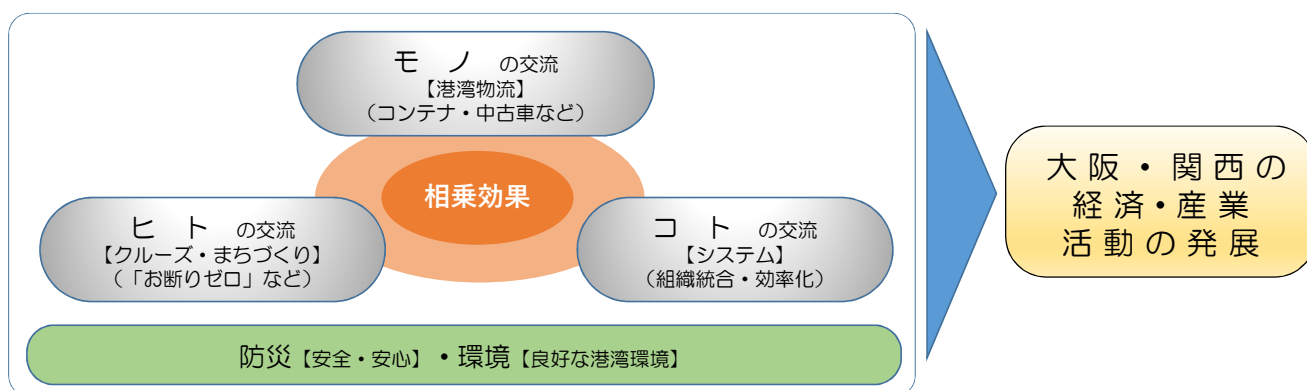 モ ノ の交流
【港湾物流】
（コンテナ・中古車など）
相乗効果
ヒ ト の交流
【クルーズ・まちづくり】
（「お断りゼロ」など）
コ ト の交流
【システム】
（組織統合・効率化）
防災【安全・安心】・環境【良好な港湾環境】
大阪・関西の
経済・産業
活動の発展